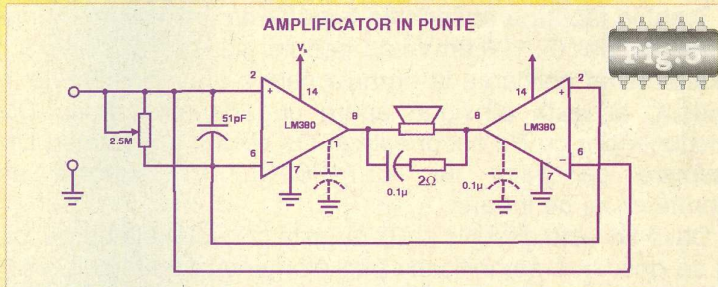 AMPLIFICATOR IN PUNTE
Fig.5
Vs
2
+
14
LM380
8
51pF
2.5M
6
−
7
1
0.1µ
2Ω
14
2
+
LM380
8
6
−
7
1
0.1µ